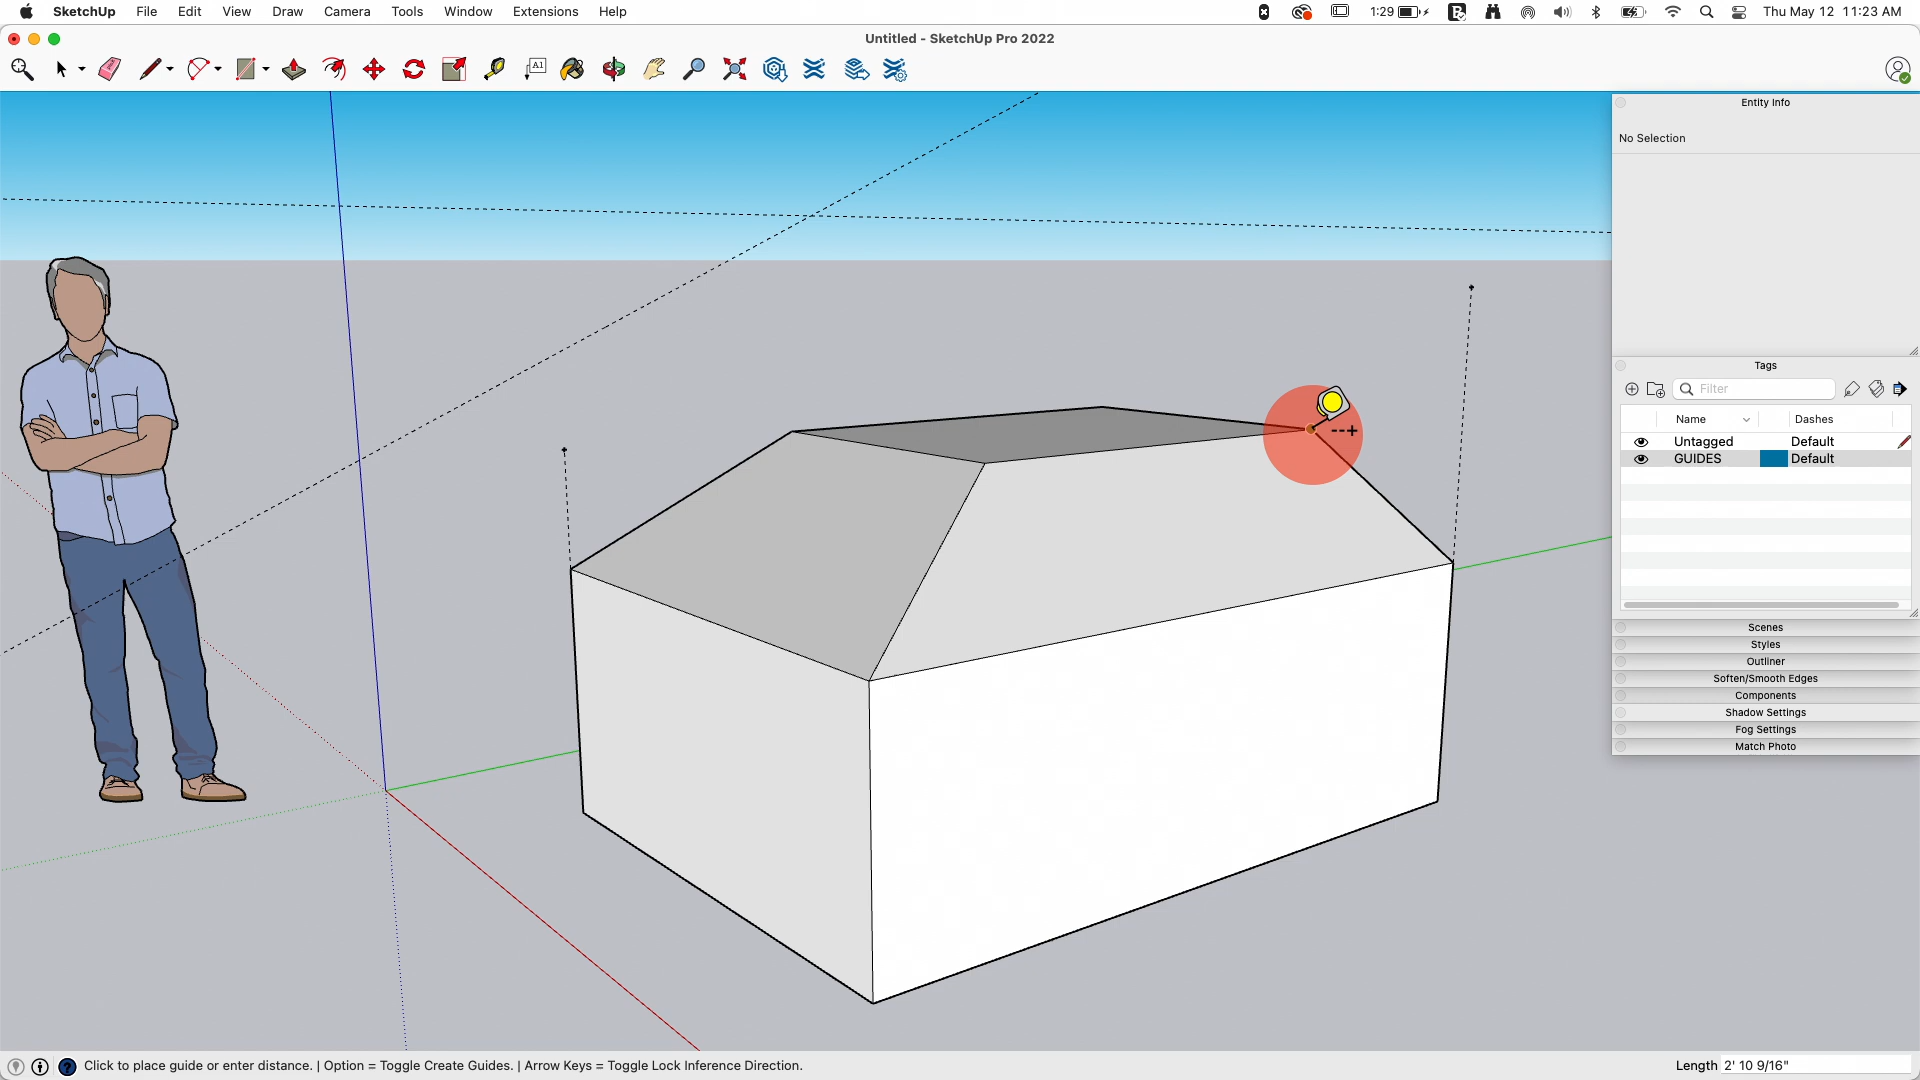 SketchUp File Edit View Draw Camera Tools Window Extensions Help 1:29 Thu May 12 11:23 AM
Untitled - SketchUp Pro 2022
A1
Entity Info
No Selection
Tags
Filter
Name Dashes
Untagged Default
GUIDES Default
Scenes
Styles
Outliner
Soften/Smooth Edges
Components
Shadow Settings
Fog Settings
Match Photo
Click to place guide or enter distance. | Option = Toggle Create Guides. | Arrow Keys = Toggle Lock Inference Direction. Length 2' 10 9/16"